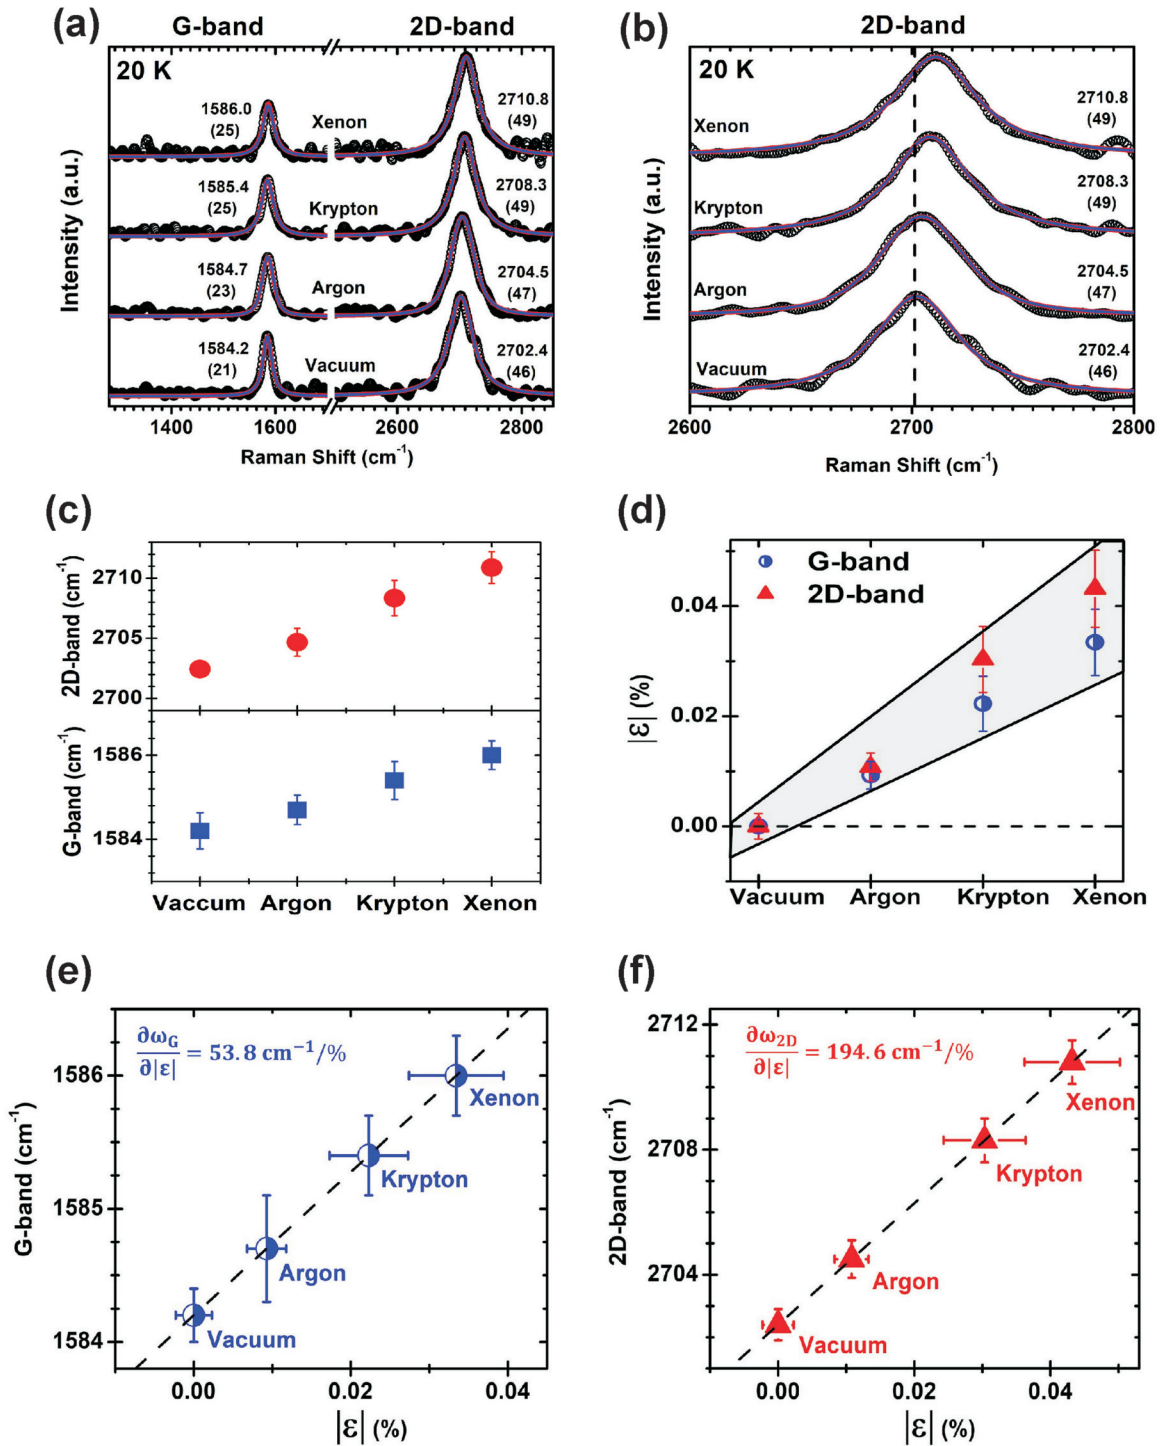 (a)
G-band
2D-band
20 K
1586.0
(25)
Xenon
2710.8
(49)
1585.4
(25)
Krypton
2708.3
(49)
1584.7
(23)
Argon
2704.5
(47)
1584.2
(21)
Vacuum
2702.4
(46)
Intensity (a.u.)
1400
1600
2600
2800
Raman Shift (cm⁻¹)
(b)
2D-band
20 K
Xenon
2710.8
(49)
Krypton
2708.3
(49)
Argon
2704.5
(47)
Vacuum
2702.4
(46)
Intensity (a.u.)
2600
2700
2800
Raman Shift (cm⁻¹)
(c)
2D-band (cm⁻¹)
2710
2705
2700
G-band (cm⁻¹)
1586
1584
Vaccum
Argon
Krypton
Xenon
(d)
G-band
2D-band
|ε| (%)
0.04
0.02
0.00
Vacuum
Argon
Krypton
Xenon
(e)
∂ω_G/∂|ε| = 53.8 cm⁻¹/%
G-band (cm⁻¹)
1586
1585
1584
Xenon
Krypton
Argon
Vacuum
0.00
0.02
0.04
|ε| (%)
(f)
∂ω_2D/∂|ε| = 194.6 cm⁻¹/%
2D-band (cm⁻¹)
2712
2708
2704
Xenon
Krypton
Argon
Vacuum
0.00
0.02
0.04
|ε| (%)